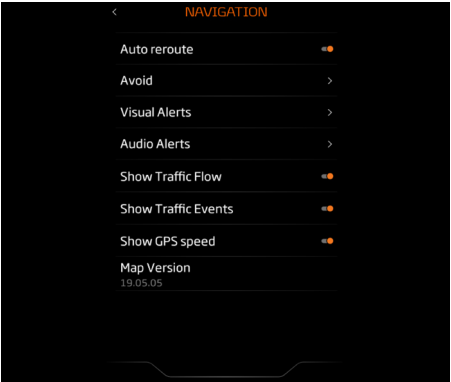 NAVIGATION
Auto reroute
Avoid
Visual Alerts
Audio Alerts
Show Traffic Flow
Show Traffic Events
Show GPS speed
Map Version
19.05.05